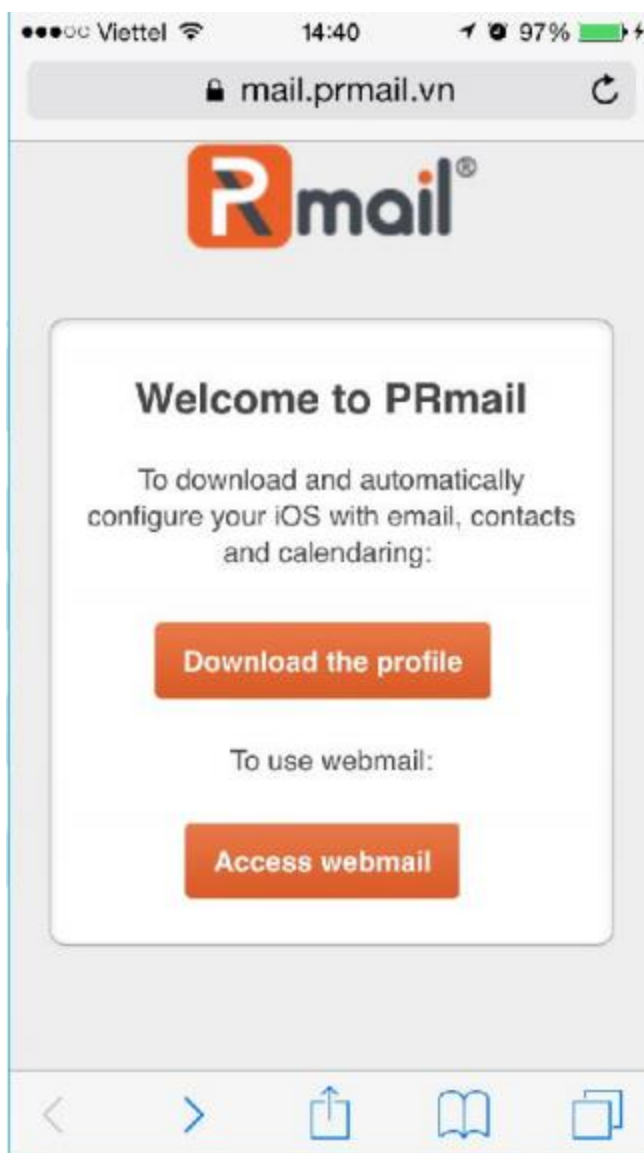 Viettel 14:40 97%
mail.prmail.vn
PRmail®
Welcome to PRmail
To download and automatically
configure your iOS with email, contacts
and calendaring:
Download the profile
To use webmail:
Access webmail